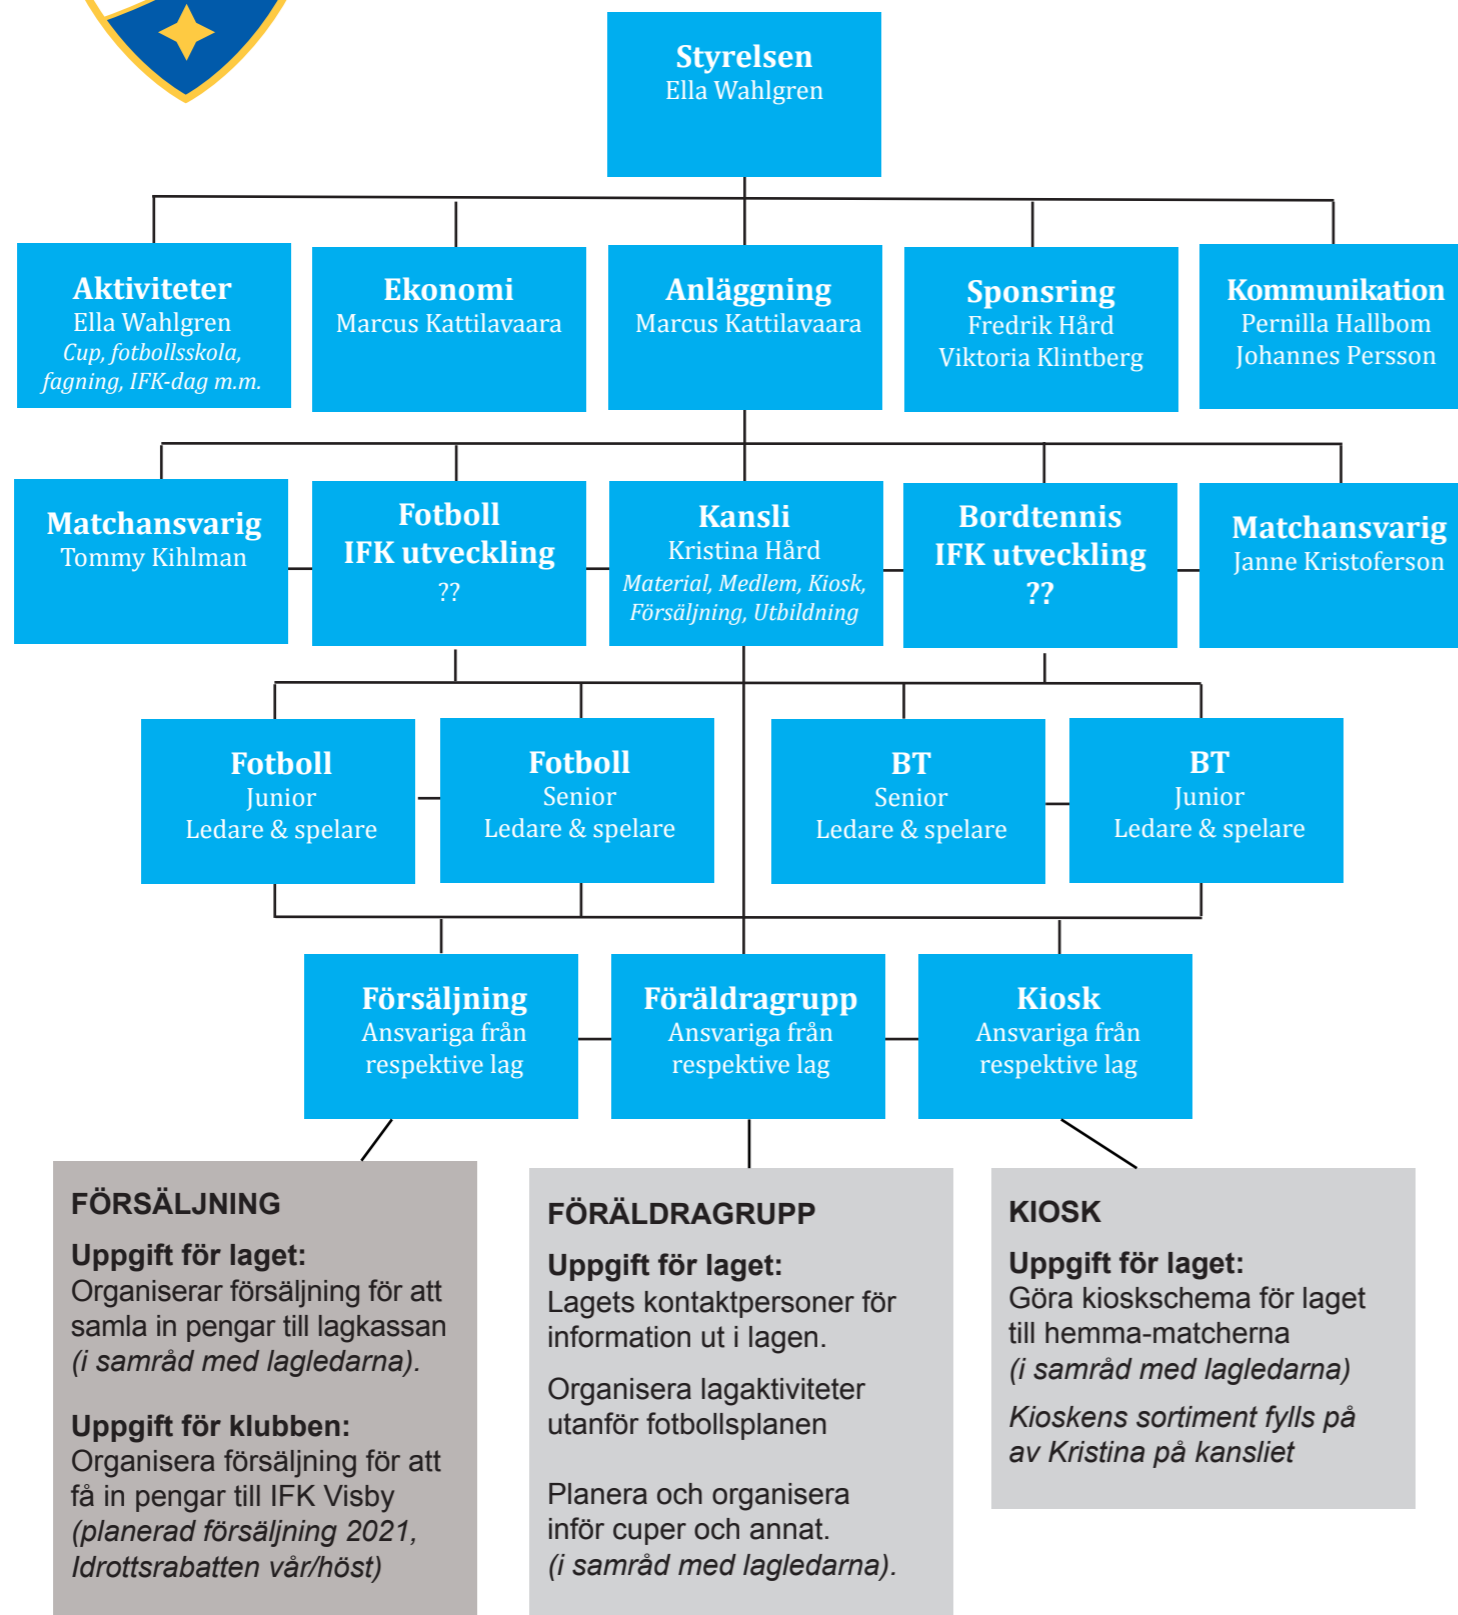 Styrelsen
Ella Wahlgren
Aktiviteter
Ella Wahlgren
Cup, fotbollsskola,
fagning, IFK-dag m.m.
Ekonomi
Marcus Kattilavaara
Anläggning
Marcus Kattilavaara
Sponsring
Fredrik Hård
Viktoria Klintberg
Kommunikation
Pernilla Hallbom
Johannes Persson
Matchansvarig
Tommy Kihlman
Fotboll
IFK utveckling
??
Kansli
Kristina Hård
Material, Medlem, Kiosk,
Försäljning, Utbildning
Bordtennis
IFK utveckling
??
Matchansvarig
Janne Kristoferson
Fotboll
Junior
Ledare & spelare
Fotboll
Senior
Ledare & spelare
BT
Senior
Ledare & spelare
BT
Junior
Ledare & spelare
Försäljning
Ansvariga från
respektive lag
Föräldragrupp
Ansvariga från
respektive lag
Kiosk
Ansvariga från
respektive lag
FÖRSÄLJNING
Uppgift för laget:
Organiserar försäljning för att
samla in pengar till lagkassan
(i samråd med lagledarna).
Uppgift för klubben:
Organisera försäljning för att
få in pengar till IFK Visby
(planerad försäljning 2021,
Idrottsrabatten vår/höst)
FÖRÄLDRAGRUPP
Uppgift för laget:
Lagets kontaktpersoner för
information ut i lagen.
Organisera lagaktiviteter
utanför fotbollsplanen
Planera och organisera
inför cuper och annat.
(i samråd med lagledarna).
KIOSK
Uppgift för laget:
Göra kioskschema för laget
till hemma-matcherna
(i samråd med lagledarna)
Kioskens sortiment fylls på
av Kristina på kansliet